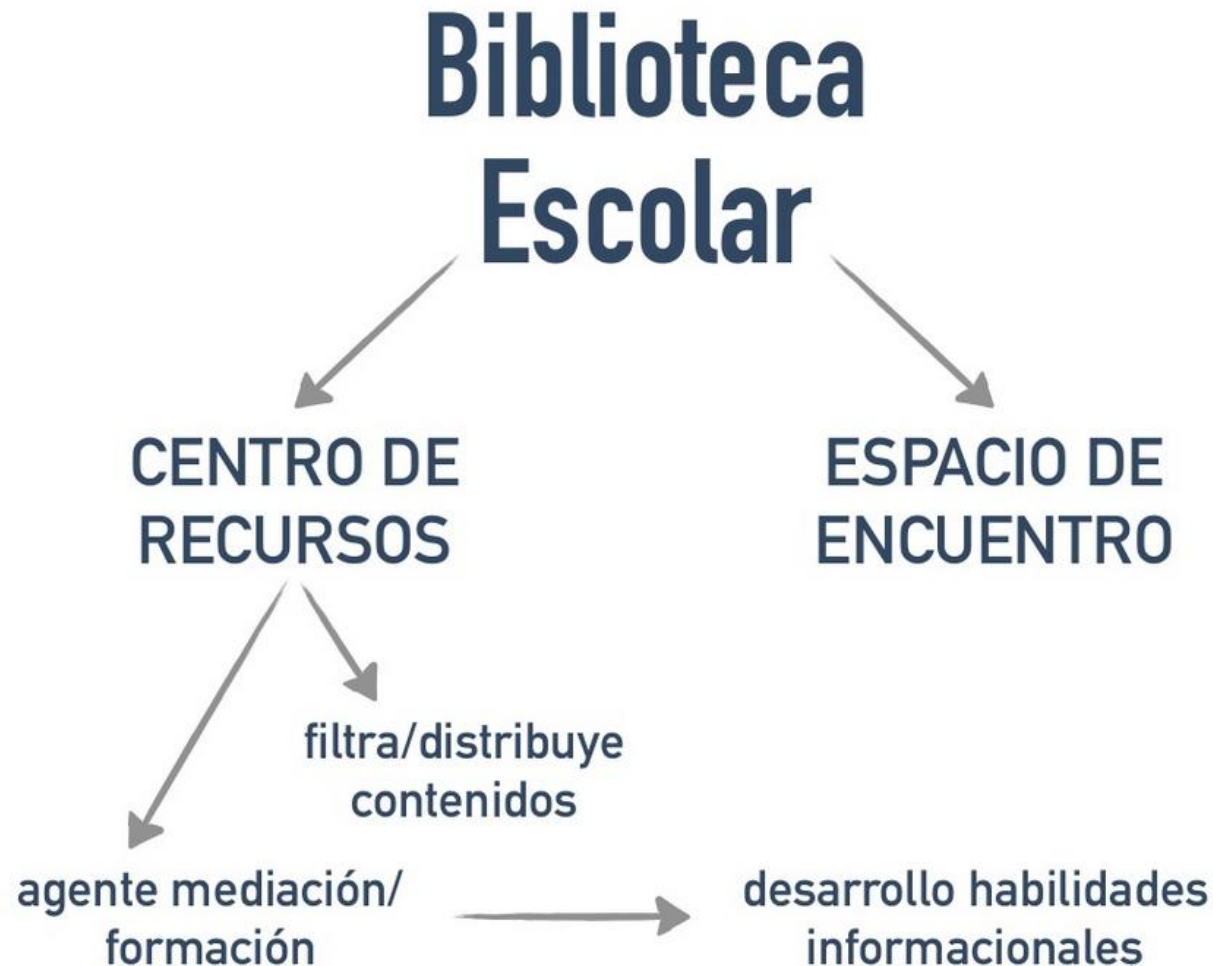 Biblioteca
Escolar
CENTRO DE
RECURSOS
ESPACIO DE
ENCUENTRO
filtra/distribuye
contenidos
agente mediación/
formación
desarrollo habilidades
informacionales